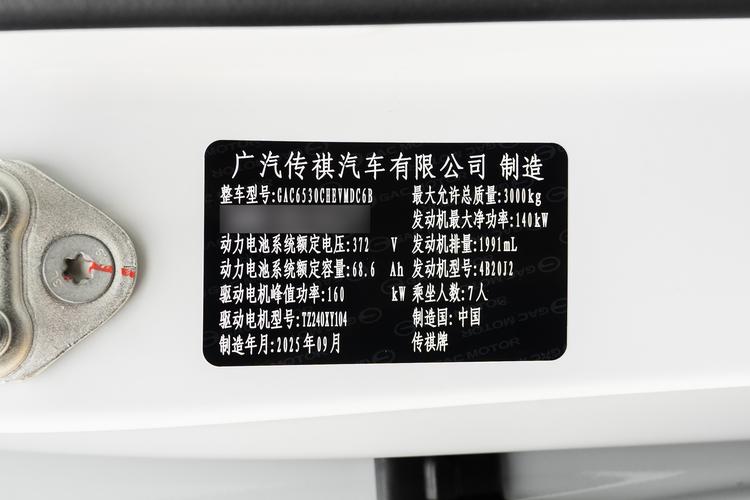 广汽传祺汽车有限公司 制造
整车型号:GAC6530CHEVMDC6B
最大允许总质量:3000kg
发动机最大净功率:140kW
动力电池系统额定电压:372 V
发动机排量:1991mL
动力电池系统额定容量:68.6 Ah
发动机型号:4B20J2
驱动电机峰值功率:160 kW
乘坐人数:7人
驱动电机型号:TZ240XY104
制造国:中国
制造年月:2025年09月
传祺牌
GAC MOTOR